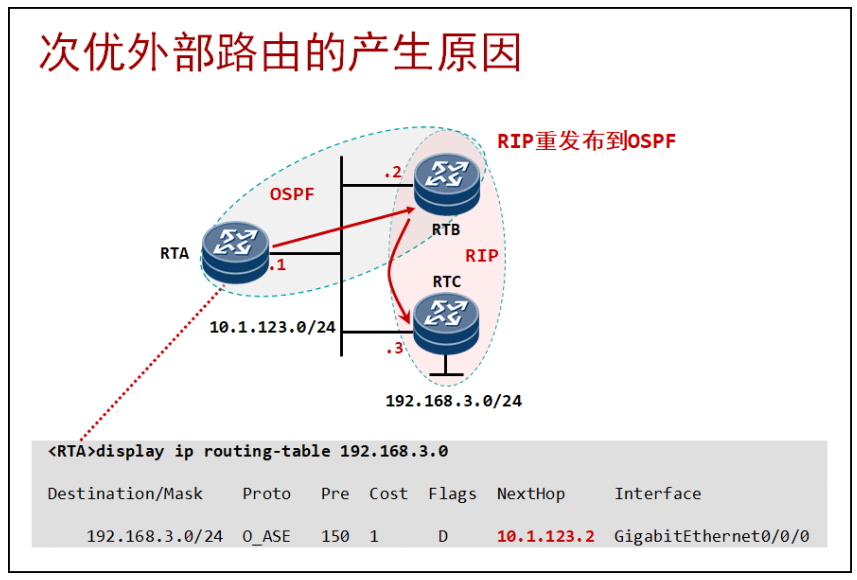 次优外部路由的产生原因
RIP重发布到OSPF
.2
OSPF
RTB
RTA
.1
RIP
RTC
10.1.123.0/24
.3
192.168.3.0/24
<RTA>display ip routing-table 192.168.3.0
Destination/Mask Proto Pre Cost Flags NextHop Interface
192.168.3.0/24 O_ASE 150 1 D 10.1.123.2 GigabitEthernet0/0/0